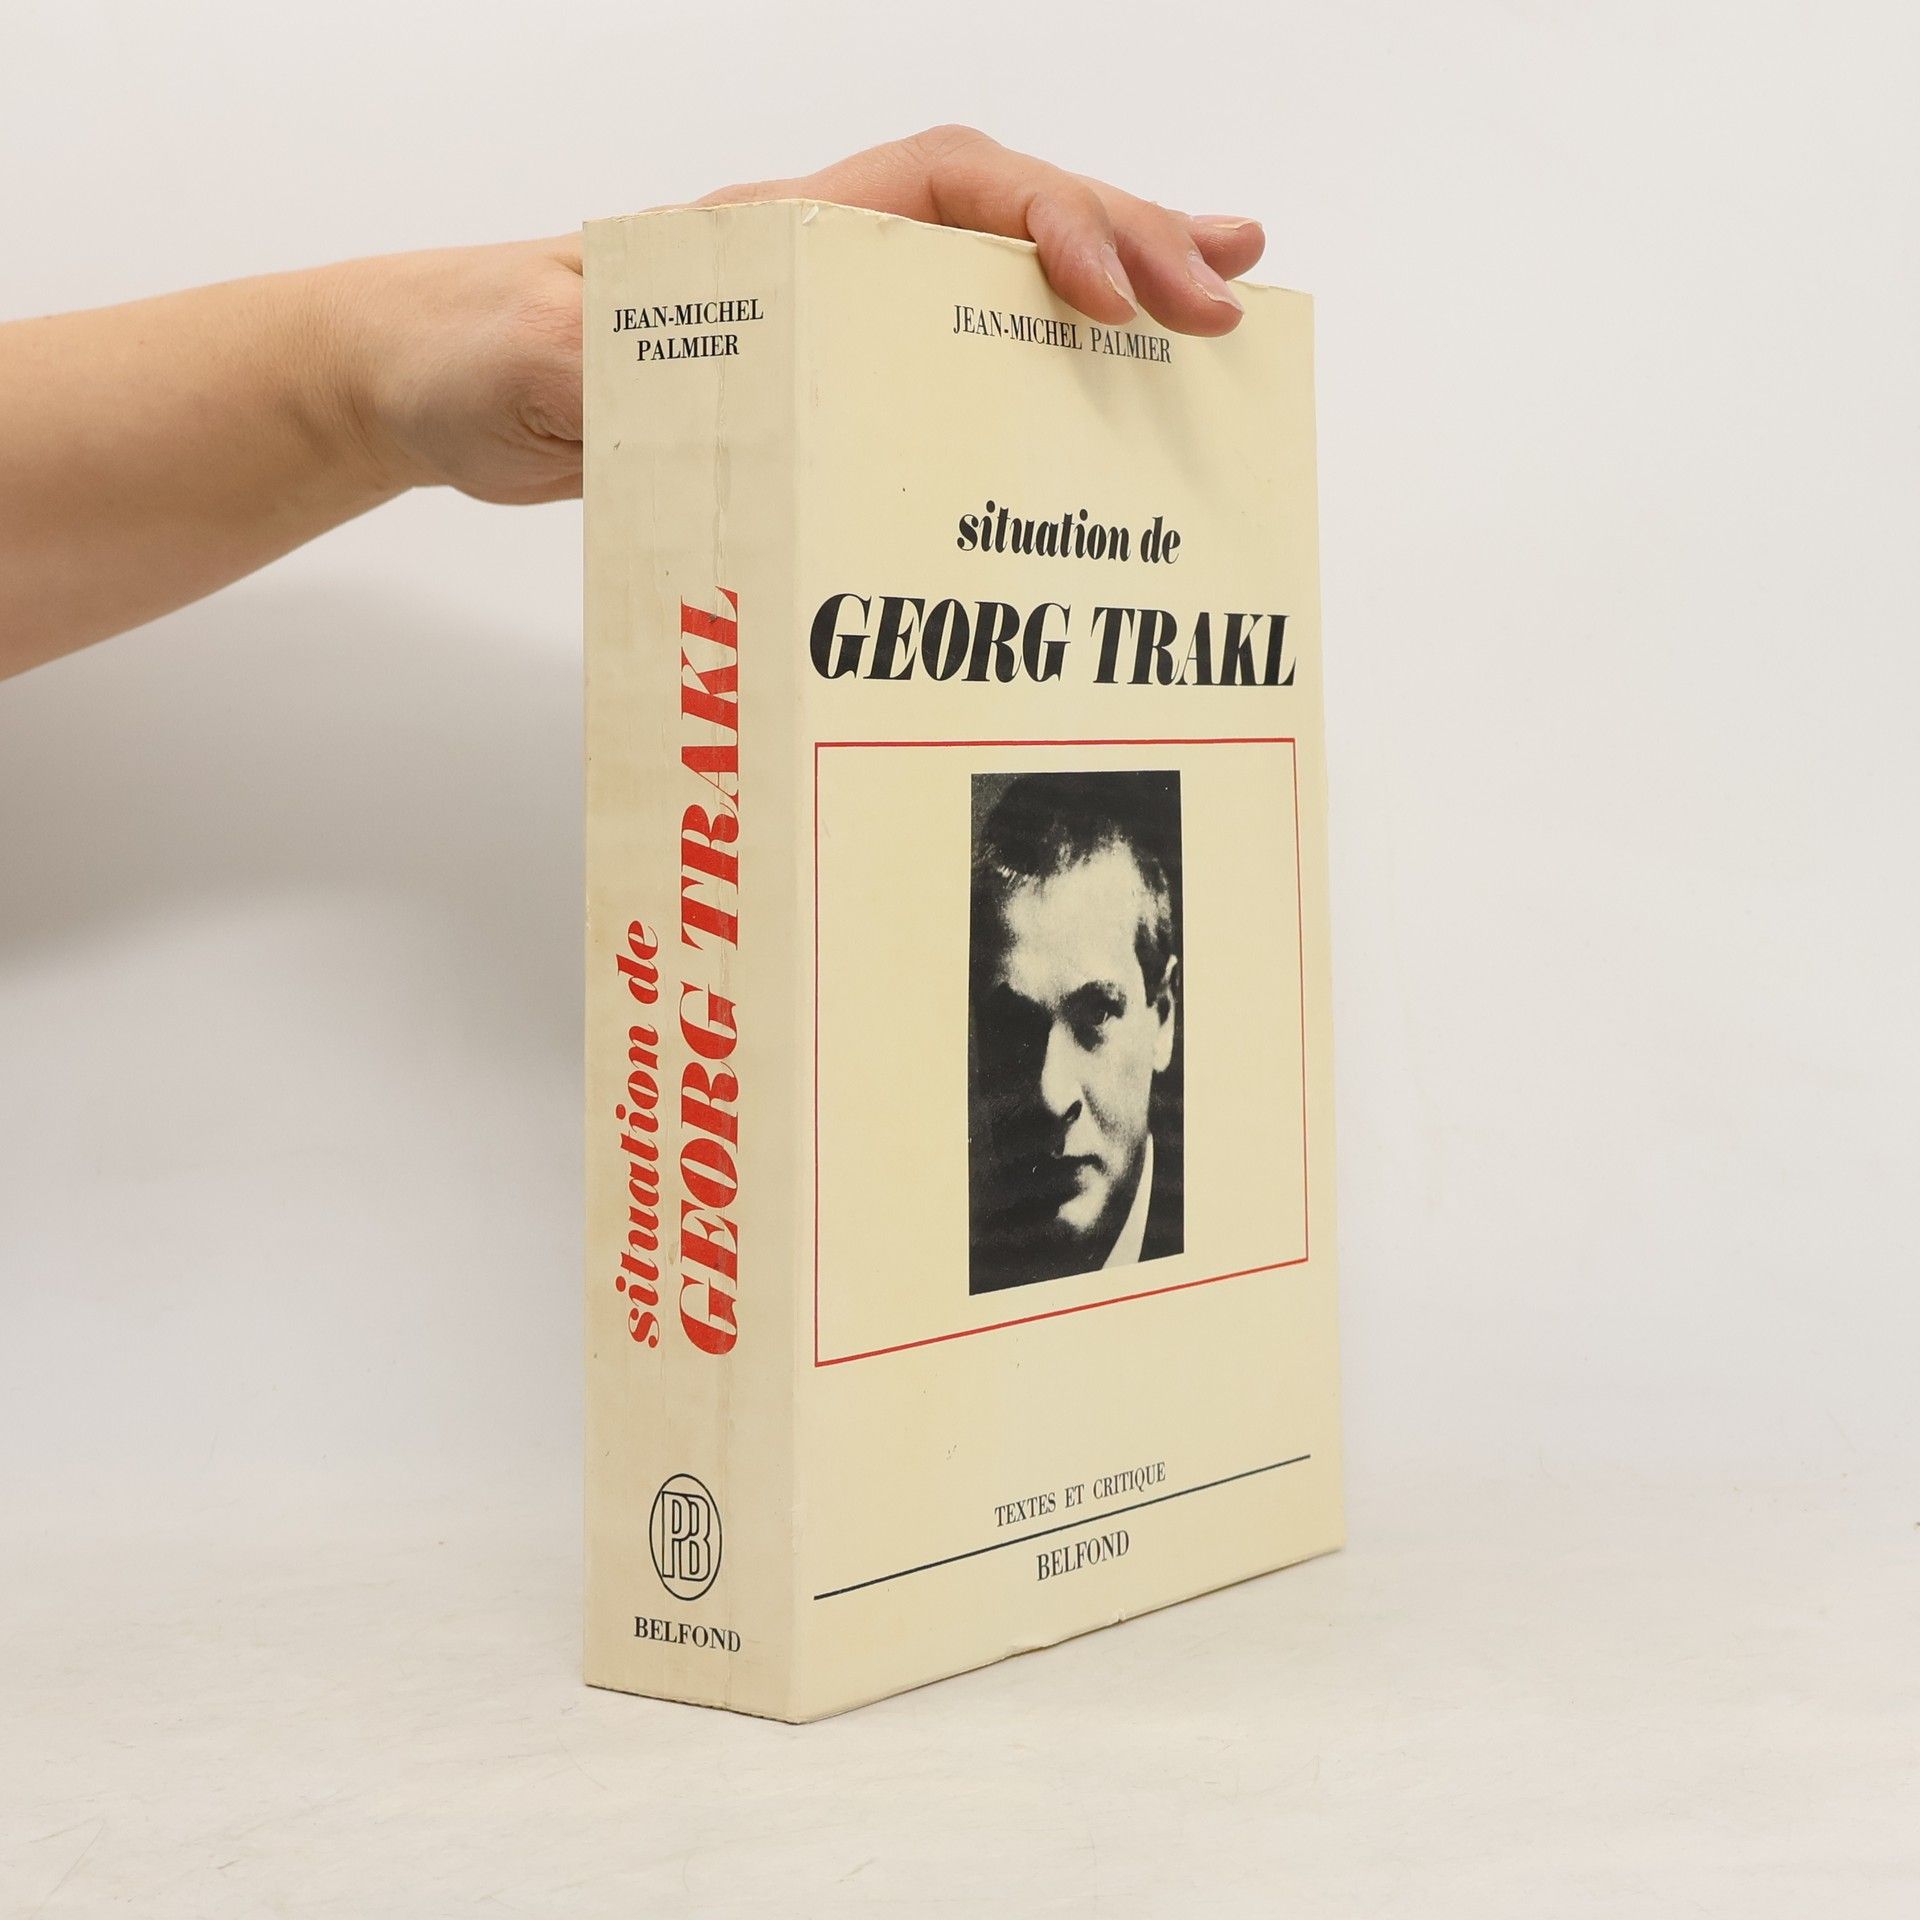 JEAN-MICHEL
PALMIER
situation de
GEORG TRAKL
PB
BELFOND
JEAN-MICHEL PALMIER
situation de
GEORG TRAKL
TEXTES ET CRITIQUE
BELFOND